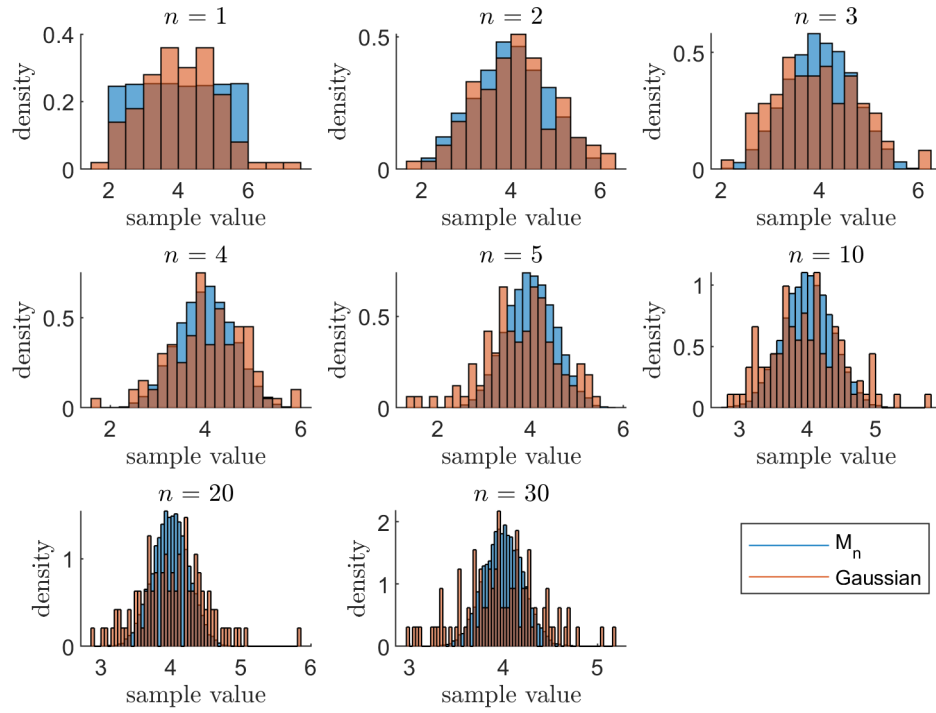 n = 1
n = 2
n = 3
0.4
0.2
0
0.5
0
0.5
0
density
density
density
2 4 6
2 4 6
2 4 6
sample value
sample value
sample value
n = 4
n = 5
n = 10
0.5
0
0.5
0
1
0.5
0
density
density
density
2 4 6
2 4 6
3 4 5
sample value
sample value
sample value
n = 20
n = 30
1
0
2
1
0
density
density
3 4 5 6
3 4 5
sample value
sample value
M_n
Gaussian